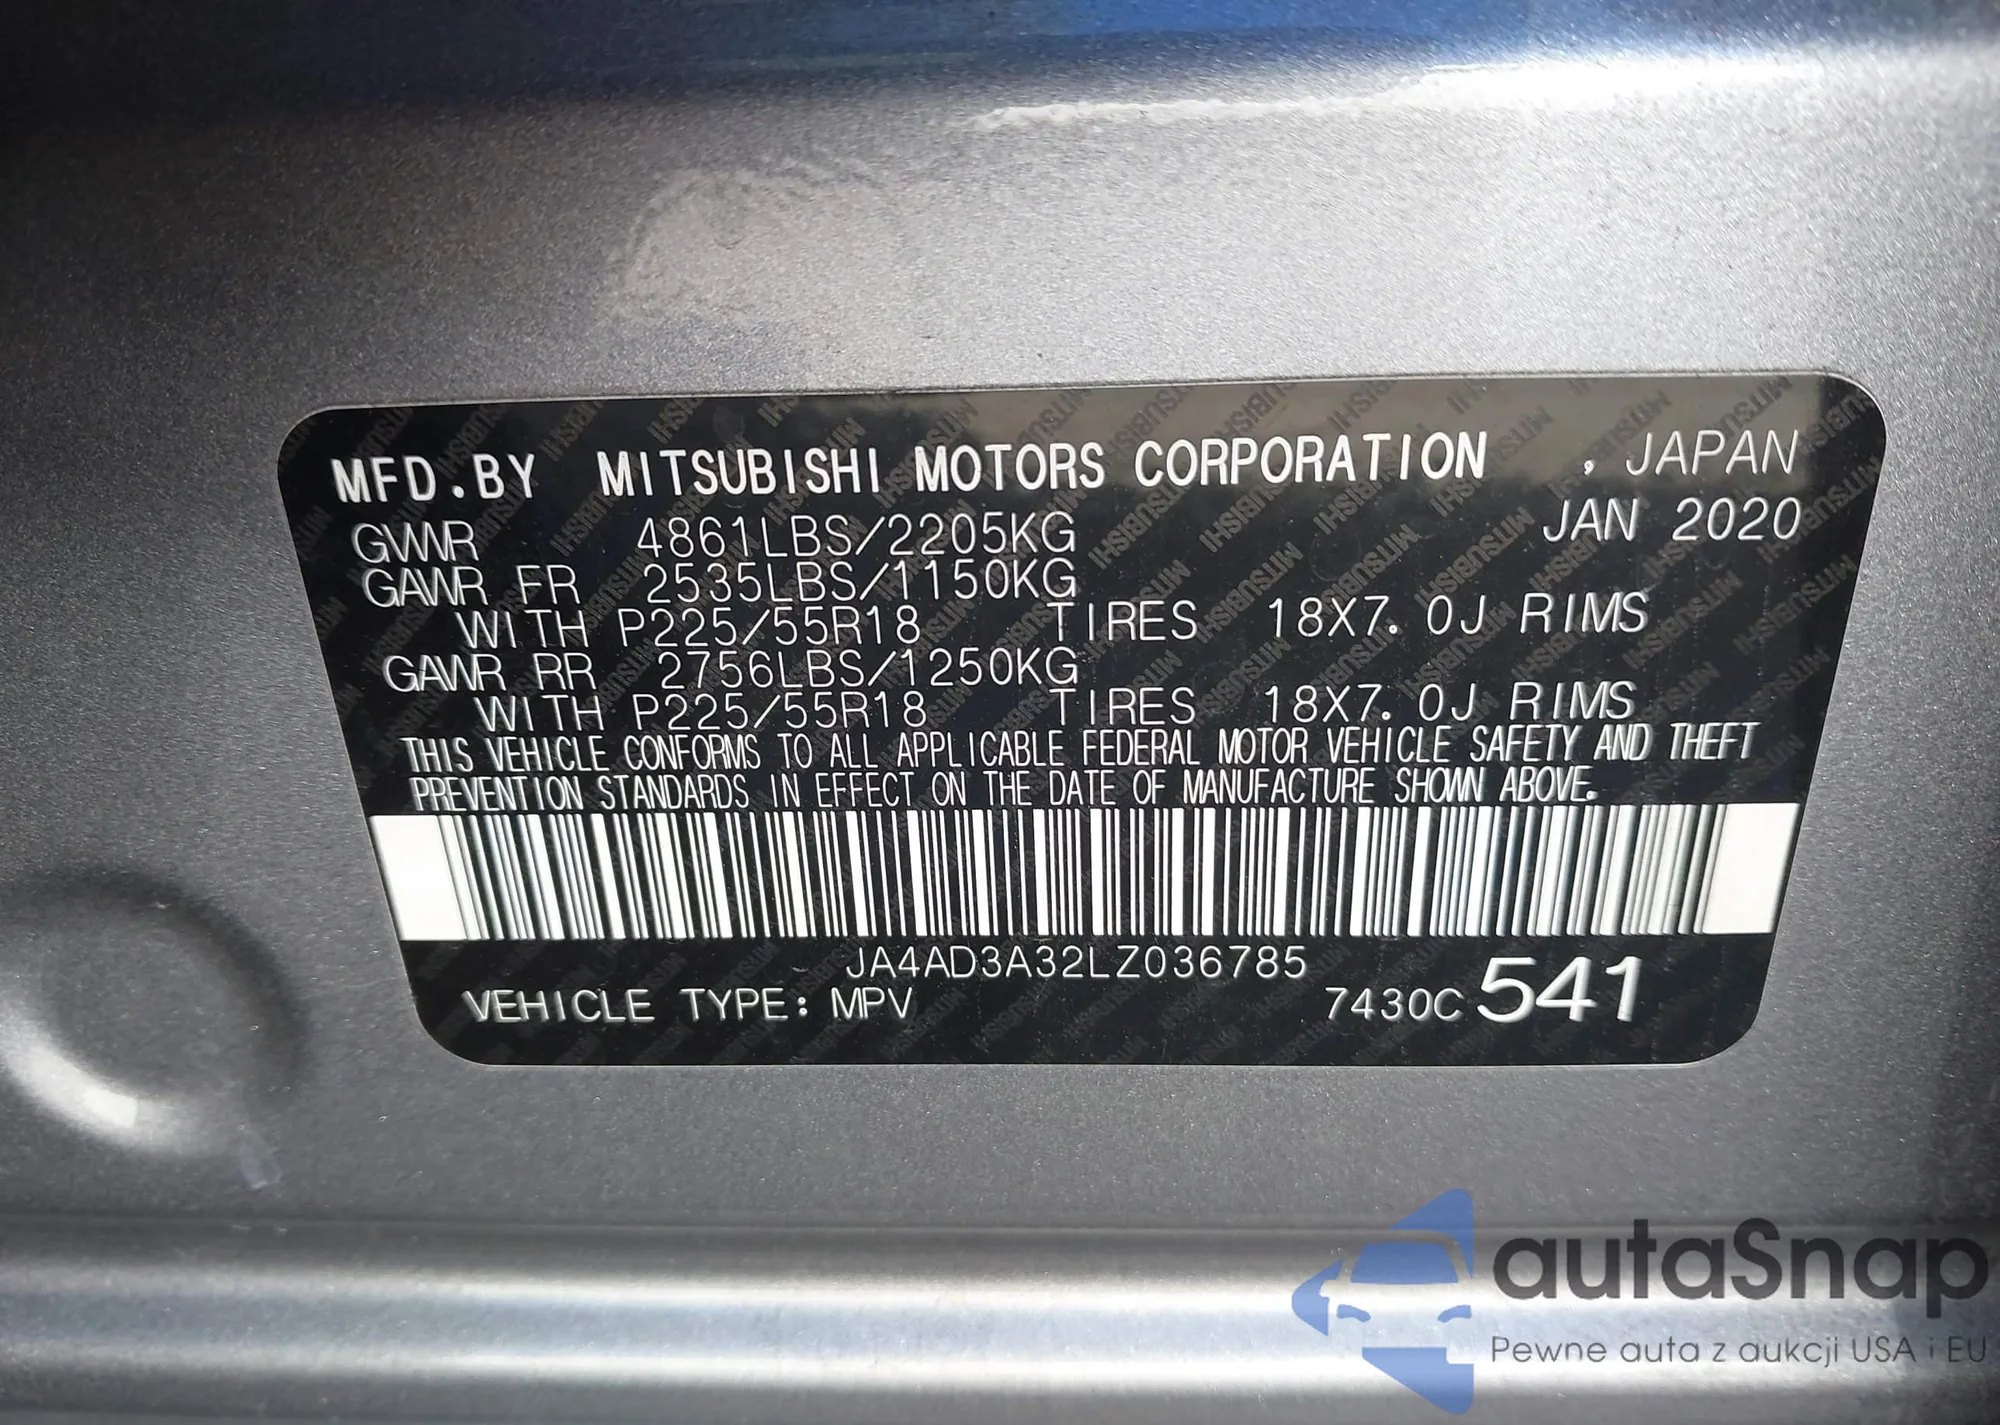 MFD.BY MITSUBISHI MOTORS CORPORATION , JAPAN
GVWR 4861LBS/2205KG JAN 2020
GAWR FR 2535LBS/1150KG
WITH P225/55R18 TIRES 18X7.0J RIMS
GAWR RR 2756LBS/1250KG
WITH P225/55R18 TIRES 18X7.0J RIMS
THIS VEHICLE CONFORMS TO ALL APPLICABLE FEDERAL MOTOR VEHICLE SAFETY AND THEFT
PREVENTION STANDARDS IN EFFECT ON THE DATE OF MANUFACTURE SHOWN ABOVE.
JA4AD3A32LZ036785
VEHICLE TYPE: MPV 7430C 541
autaSnap
Pewne auta z aukcji USA i EU